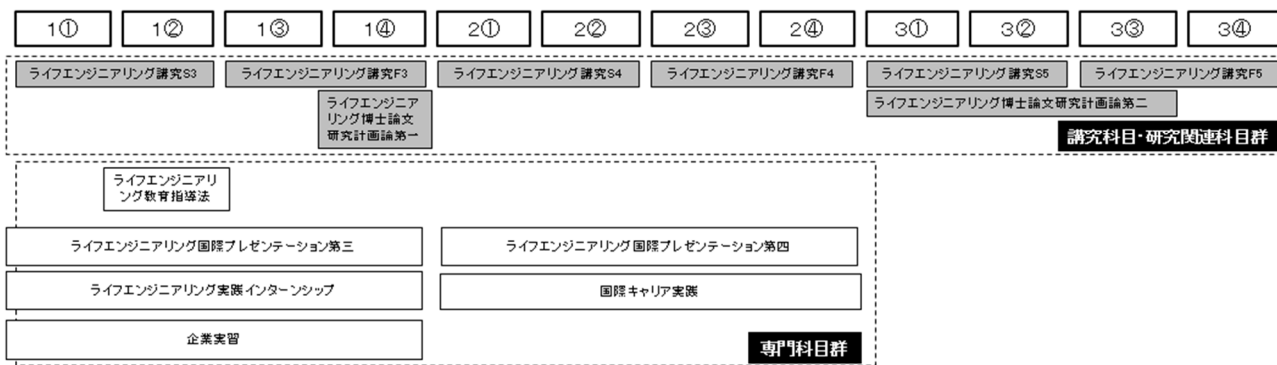 1① 1② 1③ 1④ 2① 2② 2③ 2④ 3① 3② 3③ 3④
ライフエンジニアリング講究S3 ライフエンジニアリング講究F3 ライフエンジニアリング講究S4 ライフエンジニアリング講究F4 ライフエンジニアリング講究S5 ライフエンジニアリング講究F5
ライフエンジニア
リング博士論文
研究計画論第一
ライフエンジニアリング博士論文研究計画論第二
講究科目・研究関連科目群
ライフエンジニアリ
ング教育指導法
ライフエンジニアリング国際プレゼンテーション第三 ライフエンジニアリング国際プレゼンテーション第四
ライフエンジニアリング実践インターンシップ 国際キャリア実践
企業実習
専門科目群